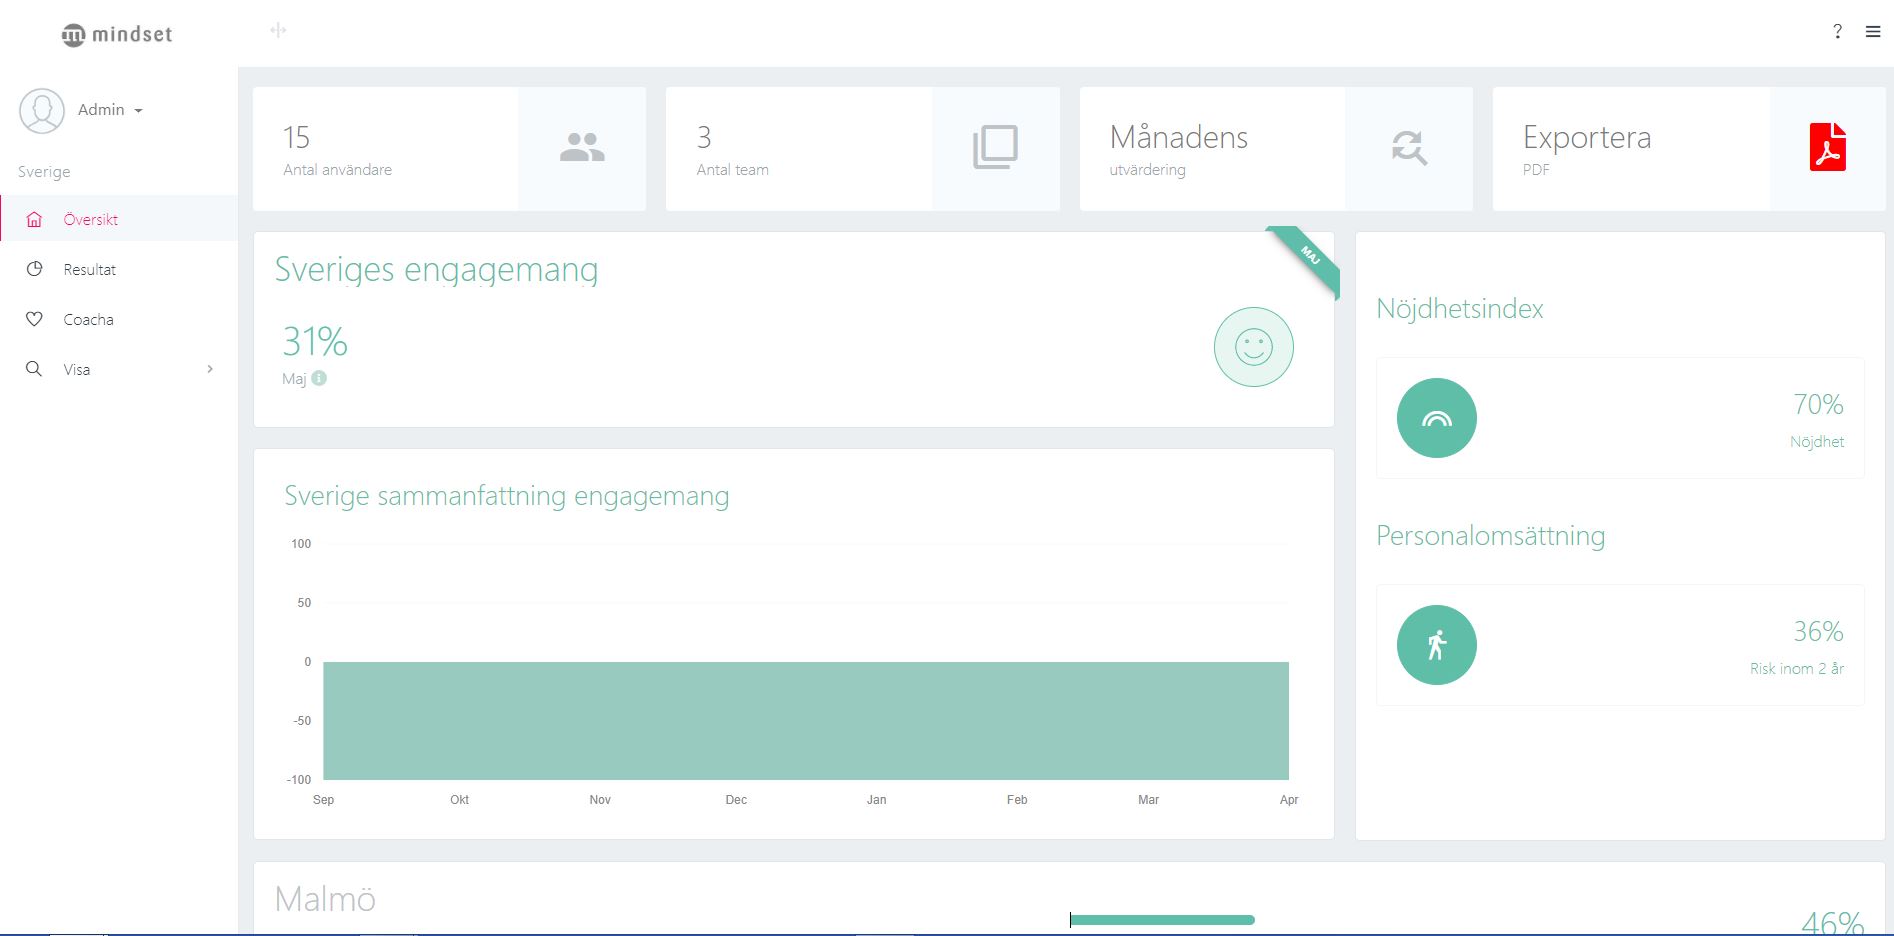 mindset
?
Admin
Sverige
Översikt
Resultat
Coacha
Visa
15
Antal användare
3
Antal team
Månadens
utvärdering
Exportera
PDF
Sveriges engagemang
MAJ
31%
Maj
Nöjdhetsindex
70%
Nöjdhet
Personalomsättning
36%
Risk inom 2 år
Sverige sammanfattning engagemang
100
50
0
-50
-100
Sep Okt Nov Dec Jan Feb Mar Apr
Malmö
46%